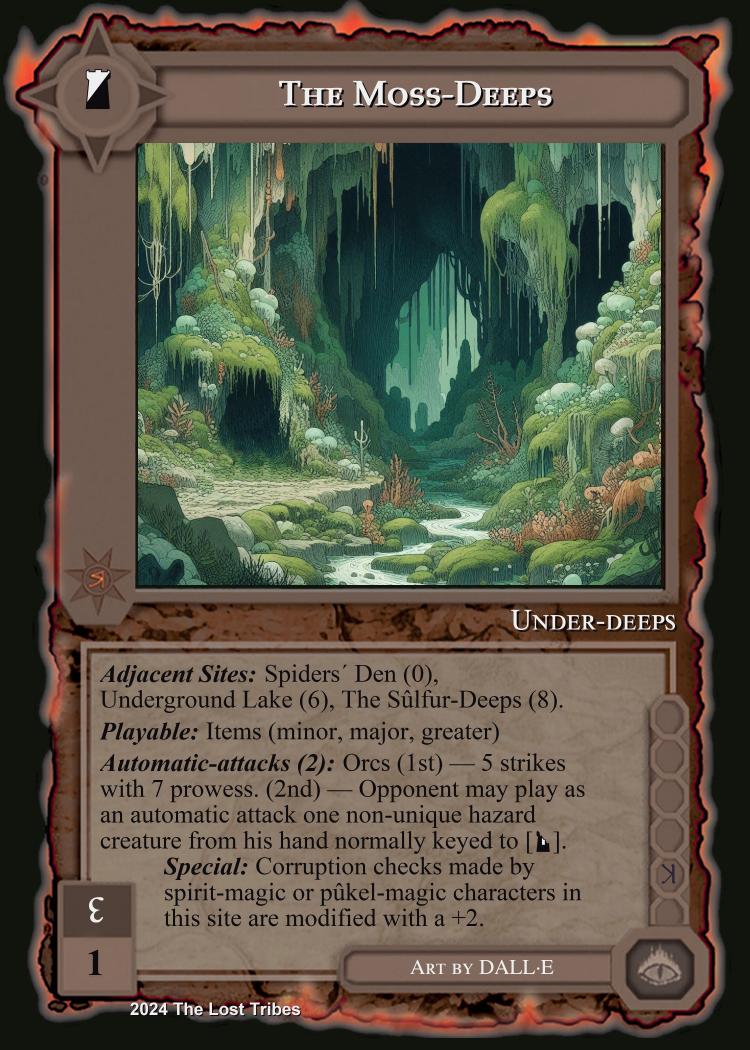 The Moss-Deeps
Under-deeps
Adjacent Sites: Spiders´ Den (0),
Underground Lake (6), The Sûlfur-Deeps (8).
Playable: Items (minor, major, greater)
Automatic-attacks (2): Orcs (1st) — 5 strikes
with 7 prowess. (2nd) — Opponent may play as
an automatic attack one non-unique hazard
creature from his hand normally keyed to [ ].
Special: Corruption checks made by
spirit-magic or pûkel-magic characters in
this site are modified with a +2.
1
Art by DALL·E
2024 The Lost Tribes